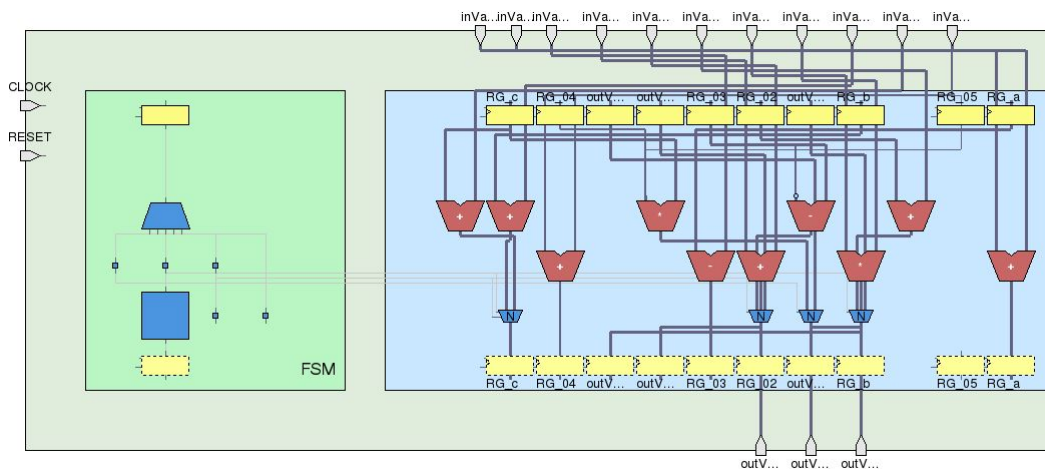 inVa... inVa... inVa... inVa... inVa... inVa... inVa... inVa... inVa... inVa...
CLOCK
RESET
RG_c RG_04 outV... outV... RG_03 RG_02 outV... RG_b RG_05 RG_a
+ + * - +
+ - + * +
N N N N
FSM
RG_c RG_04 outV... outV... RG_03 RG_02 outV... RG_b RG_05 RG_a
outV... outV... outV...